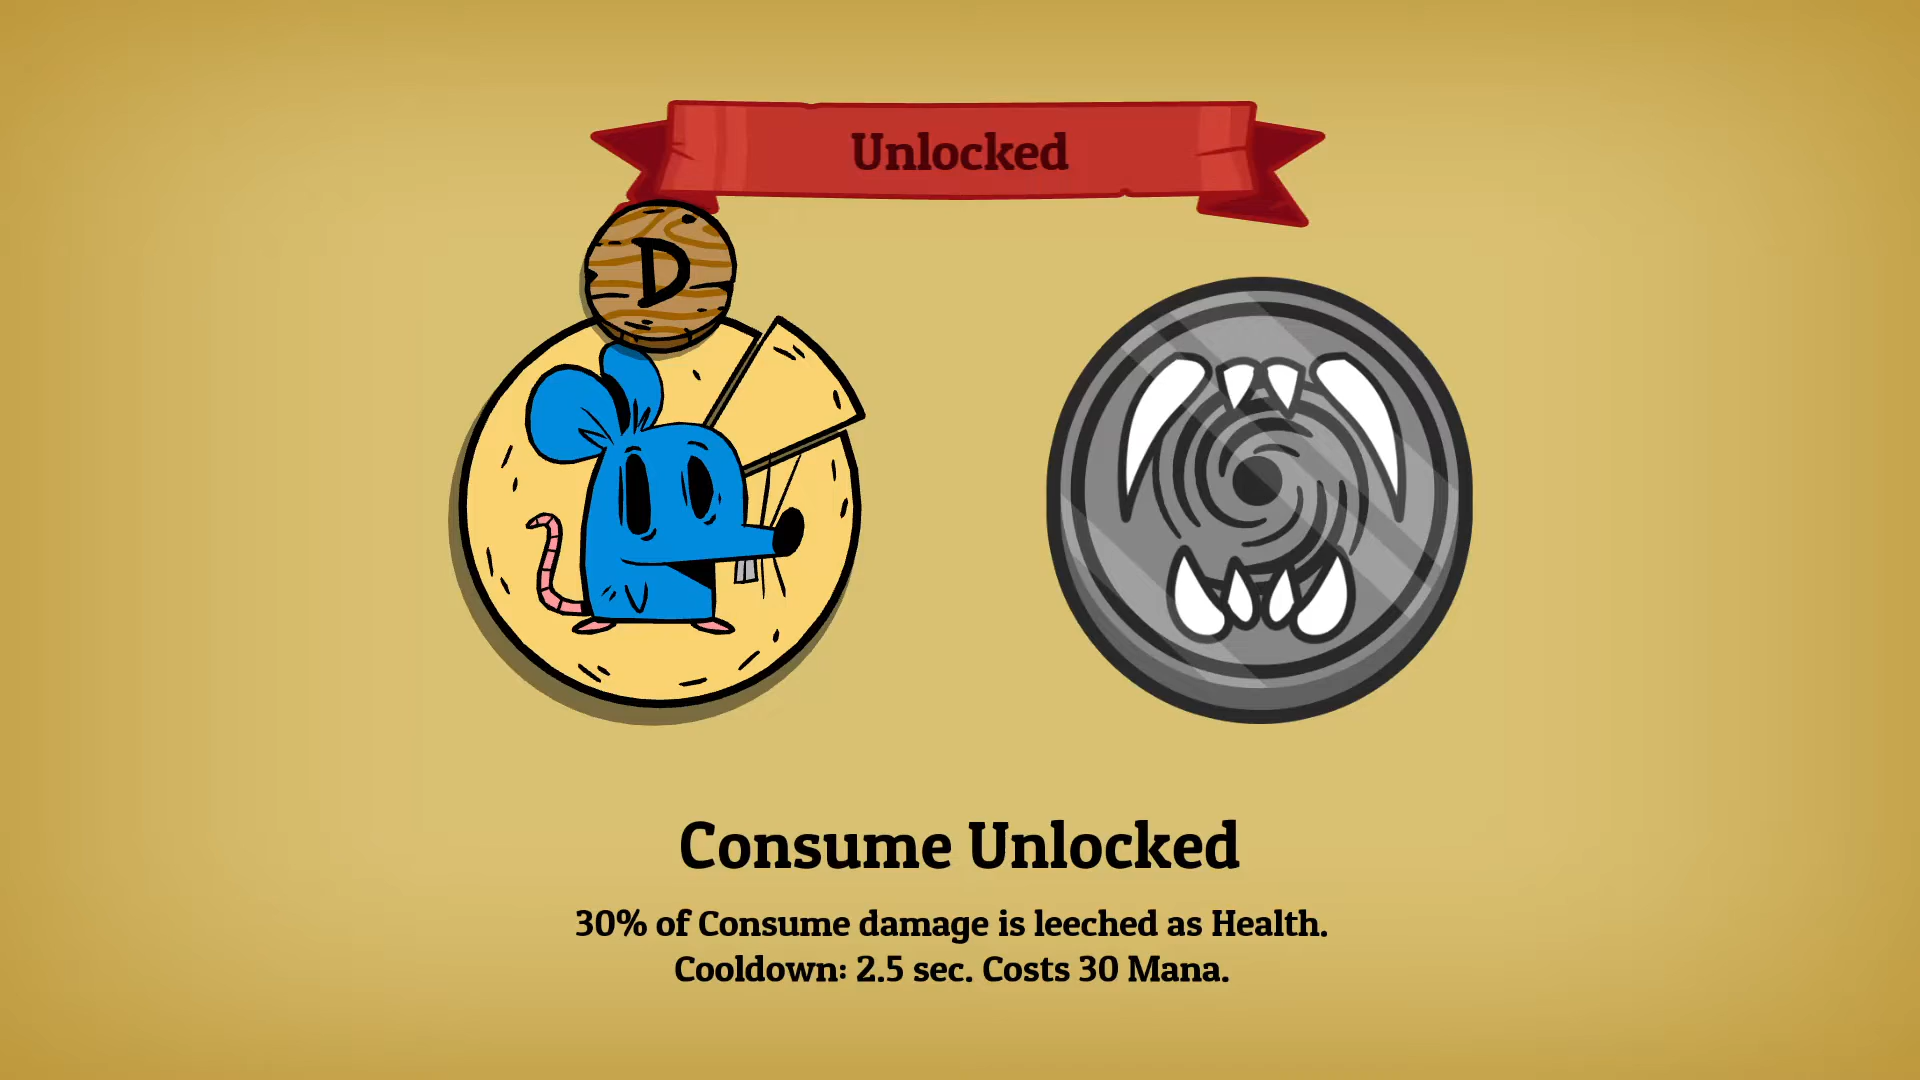 Unlocked
D
Consume Unlocked
30% of Consume damage is leeched as Health.
Cooldown: 2.5 sec. Costs 30 Mana.